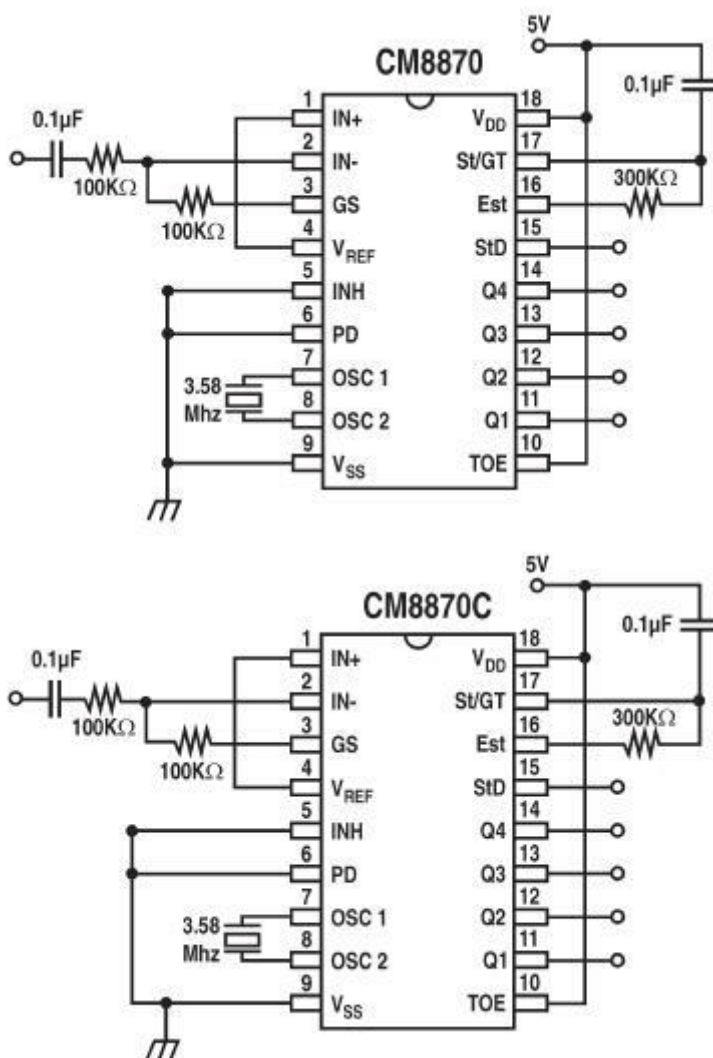 5V
CM8870
0.1µF
0.1µF
100KΩ
100KΩ
300KΩ
3.58
Mhz
1
IN+
2
IN-
3
GS
4
VREF
5
INH
6
PD
7
OSC 1
8
OSC 2
9
VSS
18
VDD
17
St/GT
16
Est
15
StD
14
Q4
13
Q3
12
Q2
11
Q1
10
TOE
5V
CM8870C
0.1µF
0.1µF
100KΩ
100KΩ
300KΩ
3.58
Mhz
1
IN+
2
IN-
3
GS
4
VREF
5
INH
6
PD
7
OSC 1
8
OSC 2
9
VSS
18
VDD
17
St/GT
16
Est
15
StD
14
Q4
13
Q3
12
Q2
11
Q1
10
TOE